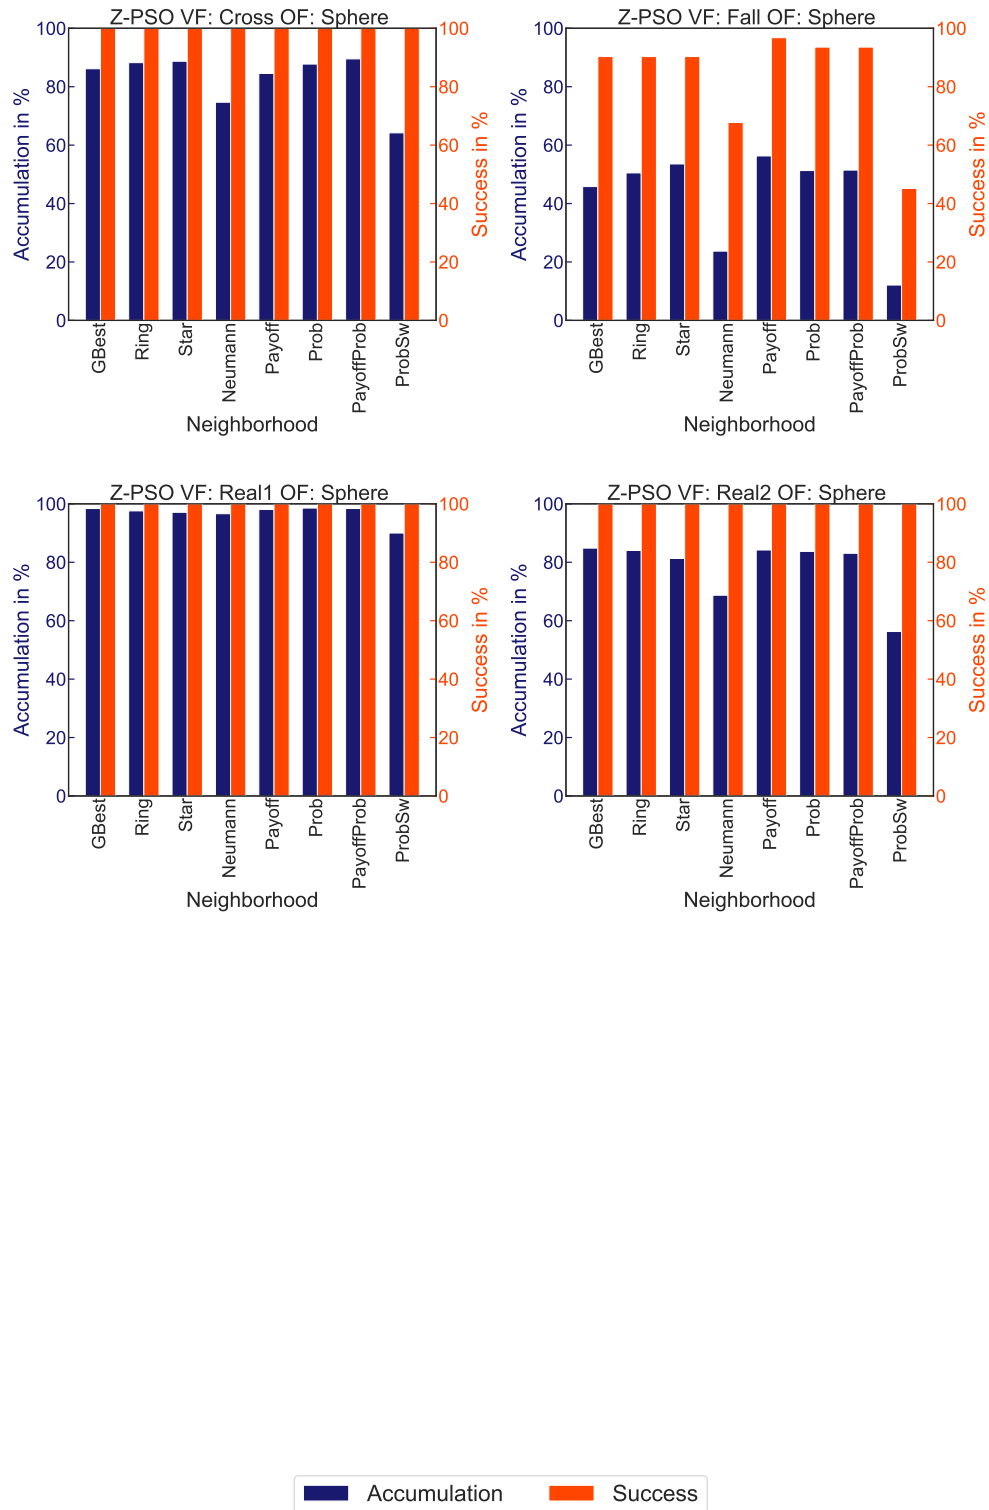 Z-PSO VF: Cross OF: Sphere
100 80 60 40 20 0
Accumulation in %
100 80 60 40 20 0
Success in %
GBest Ring Star Neumann Payoff Prob PayoffProb ProbSw
Neighborhood
Z-PSO VF: Fall OF: Sphere
100 80 60 40 20 0
Accumulation in %
100 80 60 40 20 0
Success in %
GBest Ring Star Neumann Payoff Prob PayoffProb ProbSw
Neighborhood
Z-PSO VF: Real1 OF: Sphere
100 80 60 40 20 0
Accumulation in %
100 80 60 40 20 0
Success in %
GBest Ring Star Neumann Payoff Prob PayoffProb ProbSw
Neighborhood
Z-PSO VF: Real2 OF: Sphere
100 80 60 40 20 0
Accumulation in %
100 80 60 40 20 0
Success in %
GBest Ring Star Neumann Payoff Prob PayoffProb ProbSw
Neighborhood
Accumulation Success